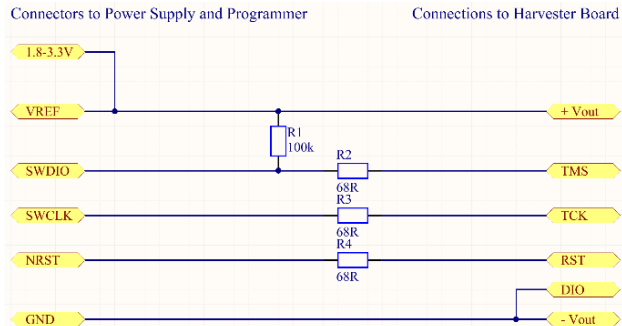 Connectors to Power Supply and Programmer
Connections to Harvester Board
1.8-3.3V
VREF
+ Vout
R1
100k
R2
SWDIO
TMS
68R
R3
SWCLK
TCK
68R
R4
NRST
RST
68R
DIO
GND
- Vout